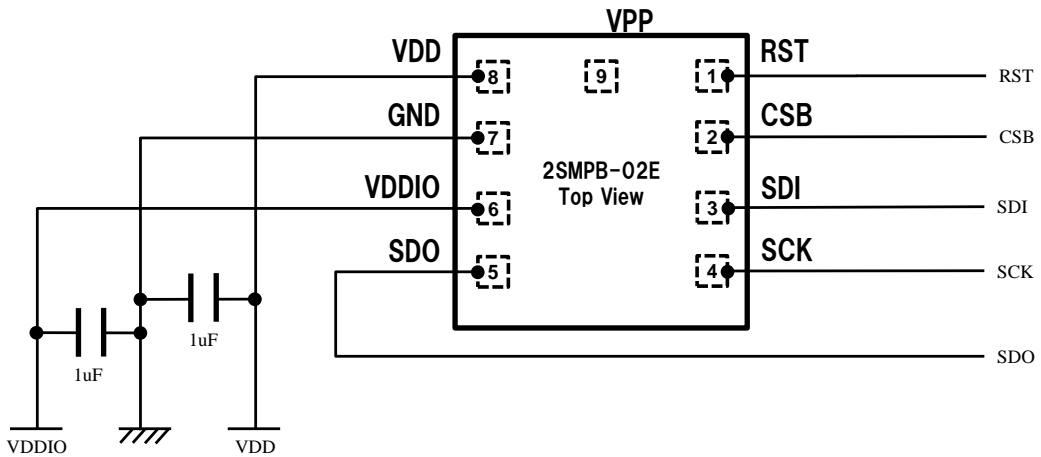 VPP
VDD
8
9
1
RST
RST
GND
7
2
CSB
CSB
2SMPB-02E
Top View
VDDIO
6
3
SDI
SDI
SDO
5
4
SCK
SCK
1uF
1uF
SDO
VDDIO
VDD